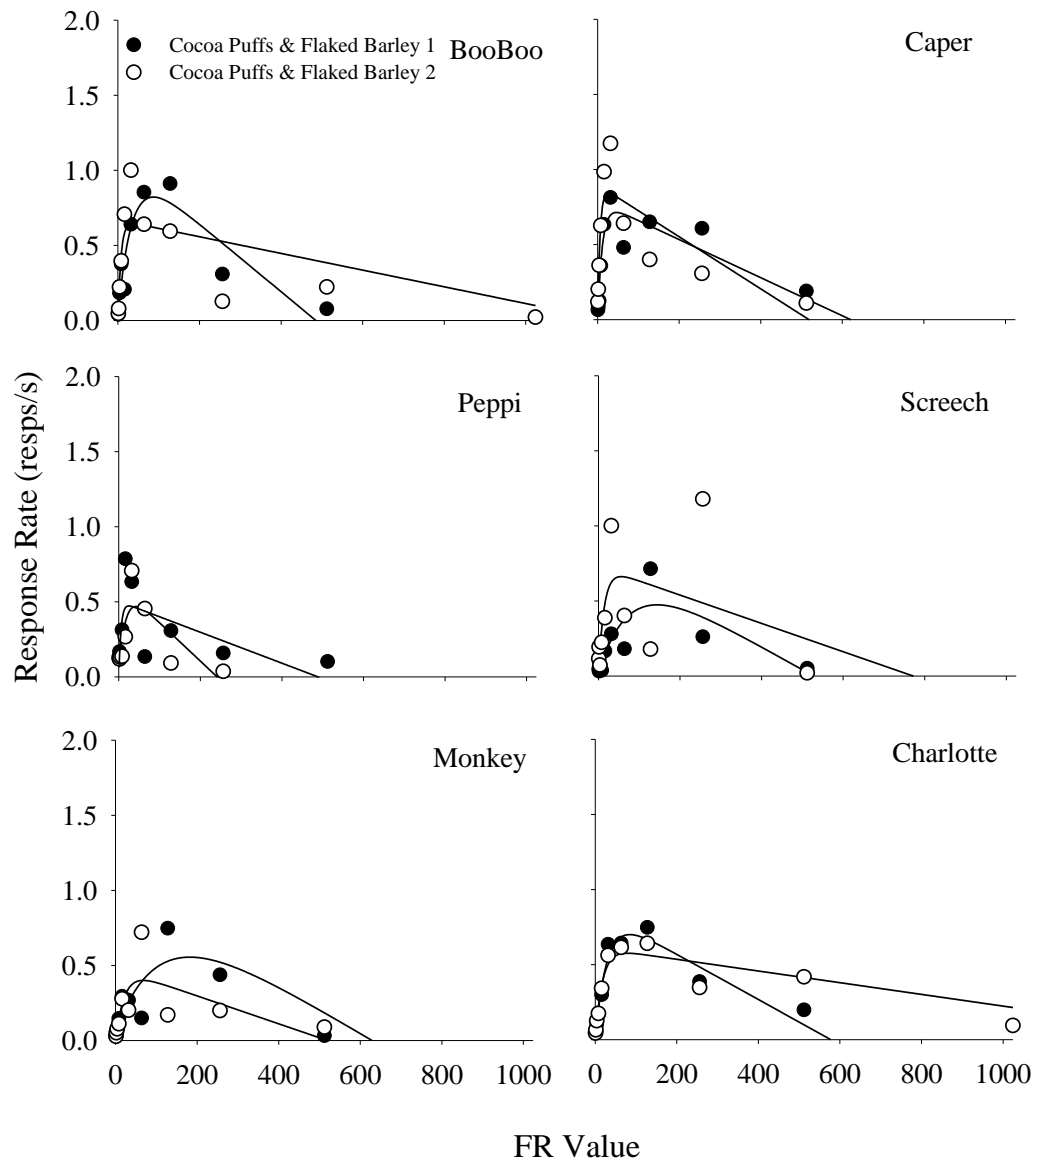 2.0
Cocoa Puffs & Flaked Barley 1
Cocoa Puffs & Flaked Barley 2
BooBoo
Caper
1.5
1.0
0.5
0.0
2.0
Peppi
Screech
1.5
1.0
0.5
0.0
Response Rate (resps/s)
2.0
Monkey
Charlotte
1.5
1.0
0.5
0.0
0 200 400 600 800 1000
0 200 400 600 800 1000
FR Value